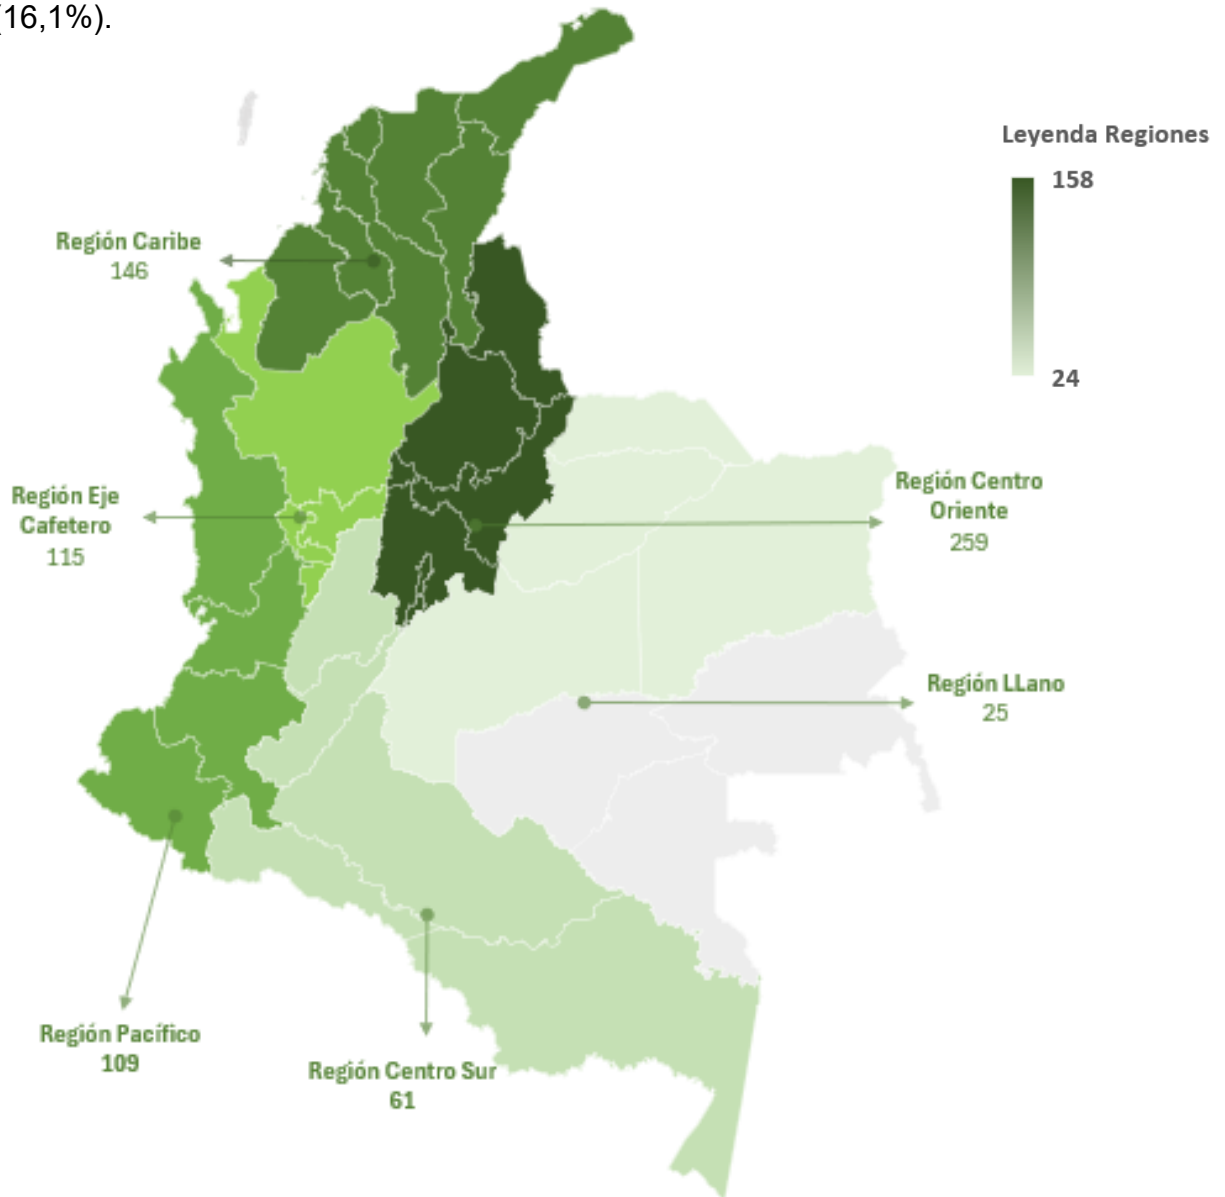 (16,1%).
Leyenda Regiones
158
24
Región Caribe
146
Región Eje
Cafetero
115
Región Centro
Oriente
259
Región LLano
25
Región Pacífico
109
Región Centro Sur
61